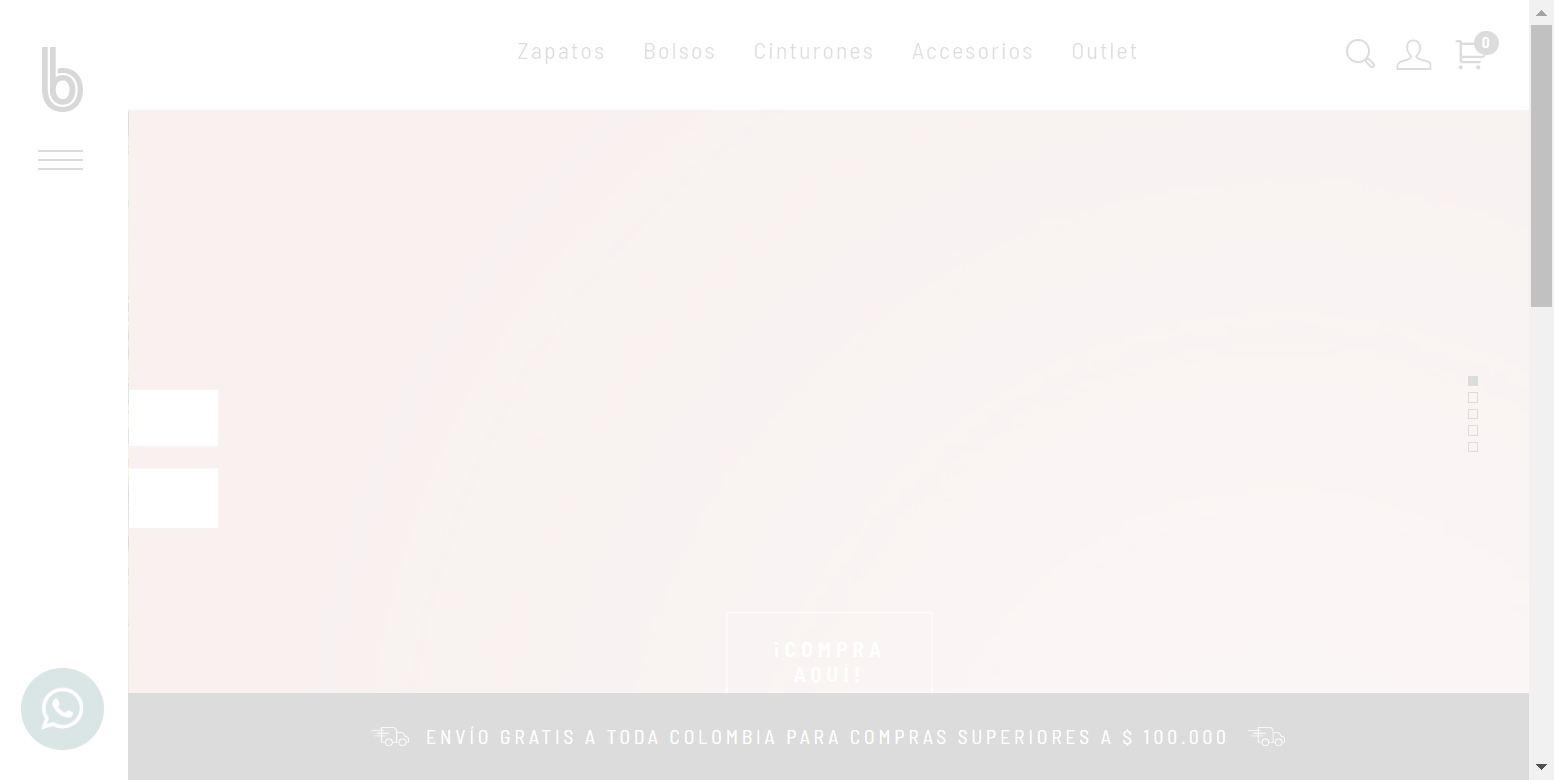 b
Zapatos Bolsos Cinturones Accesorios Outlet
0
¡COMPRA
AQUÍ!
ENVÍO GRATIS A TODA COLOMBIA PARA COMPRAS SUPERIORES A $ 100.000